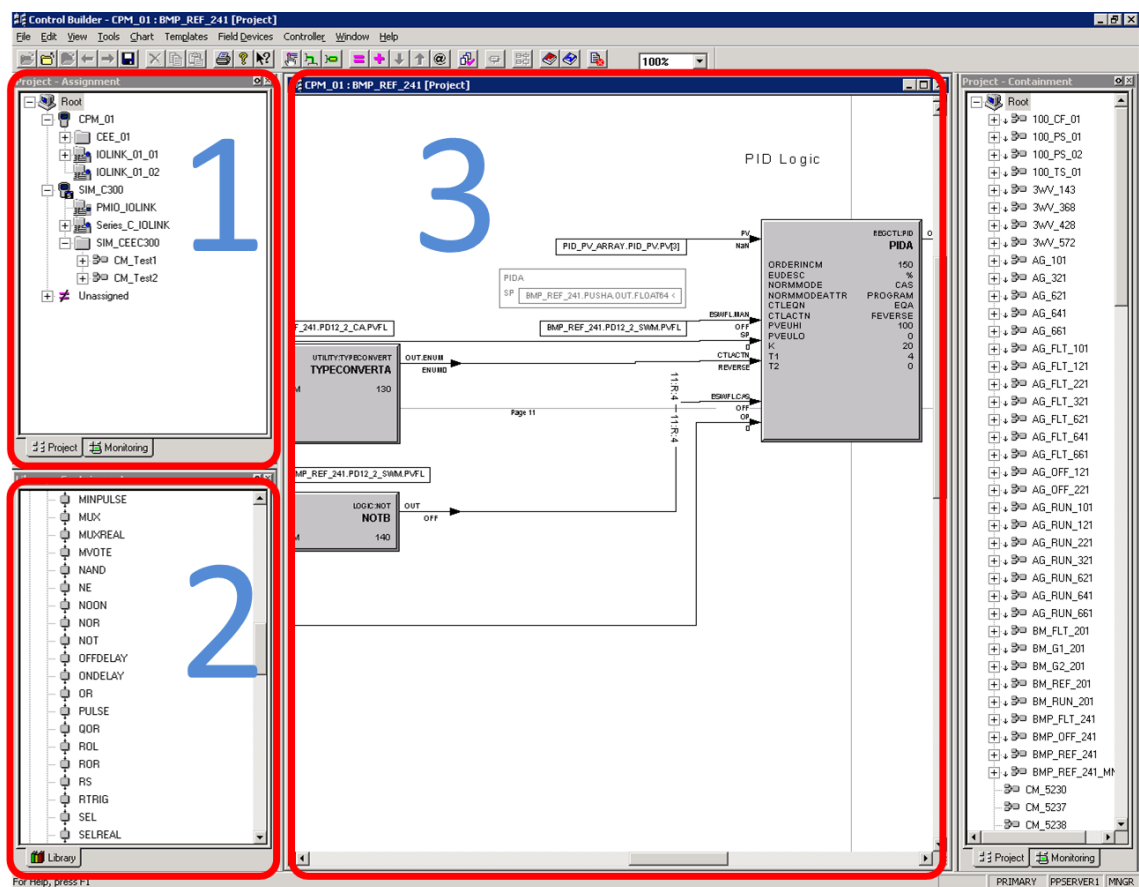 Control Builder - CPM_01 : BMP_REF_241 [Project]
File Edit View Tools Chart Templates Field Devices Controller Window Help
100%
Project - Assignment
Root
CPM_01
CEE_01
IOLINK_01_01
IOLINK_01_02
SIM_C300
PMIO_IOLINK
Series_C_IOLINK
SIM_CEEC300
CM_Test1
CM_Test2
Unassigned
1
Project Monitoring
MINPULSE
MUX
MUXREAL
MVOTE
NAND
NE
NOON
NOR
NOT
OFFDELAY
ONDELAY
OR
PULSE
QOR
ROL
ROR
RS
RTRIG
SEL
SELREAL
2
Library
CPM_01 : BMP_REF_241 [Project]
3
PID Logic
PID_PV_ARRAY.PID_PV.PV[3]
PV
NaN
REGCTL:PID
PIDA
ORDERINCM 150
EUDESC %
NORMMODE CAS
NORMMODEATTR PROGRAM
CTLEQN EQA
CTLACTN REVERSE
PVEUHI 100
PVEULO 0
K 20
T1 4
T2 0
PIDA
SP BMP_REF_241.PUSHA.OUT.FLOAT64 <
F_241.PD12_2_CA.PVFL
BMP_REF_241.PD12_2_SWM.PVFL
ESWFL.MAN
OFF
SP
CTLACTN
REVERSE
ESWFL.CAS
OFF
OP
UTILITY:TYPECONVERT
TYPECONVERTA
M 130
OUT.ENUM
ENUM0
11:R:4 — 11:R:4
Page 11
MP_REF_241.PD12_2_SWM.PVFL
LOGIC:NOT
NOTB
M 140
OUT
OFF
Project - Containment
Root
100_CF_01
100_PS_01
100_PS_02
100_TS_01
3wV_143
3wV_368
3wV_428
3wV_572
AG_101
AG_321
AG_621
AG_641
AG_661
AG_FLT_101
AG_FLT_121
AG_FLT_221
AG_FLT_321
AG_FLT_621
AG_FLT_641
AG_FLT_661
AG_OFF_121
AG_OFF_221
AG_RUN_101
AG_RUN_121
AG_RUN_221
AG_RUN_321
AG_RUN_621
AG_RUN_641
AG_RUN_661
BM_FLT_201
BM_G1_201
BM_G2_201
BM_REF_201
BM_RUN_201
BMP_FLT_241
BMP_OFF_241
BMP_REF_241
BMP_REF_241_MN
CM_5230
CM_5237
CM_5238
Project Monitoring
For Help, press F1
PRIMARY PPSERVER1 MNGR